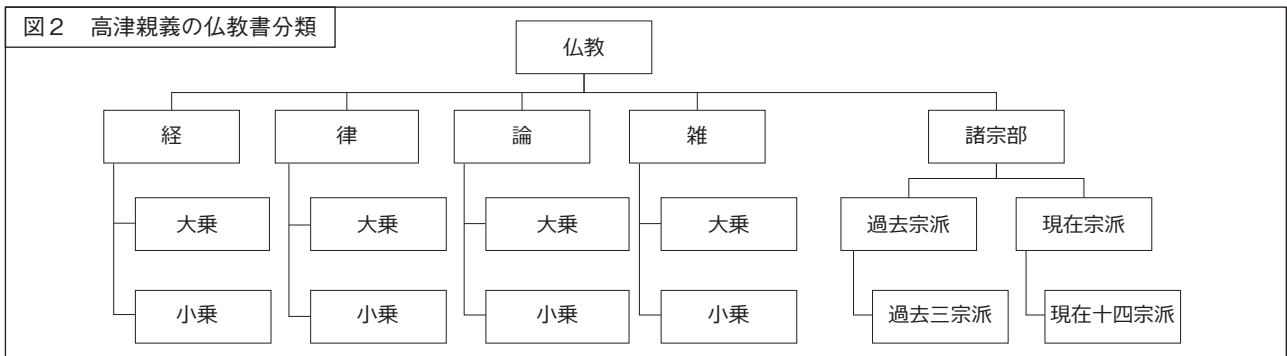 図２　高津親義の仏教書分類
仏教
経　律　論　雑　諸宗部
大乗　大乗　大乗　大乗　過去宗派　現在宗派
小乗　小乗　小乗　小乗　過去三宗派　現在十四宗派